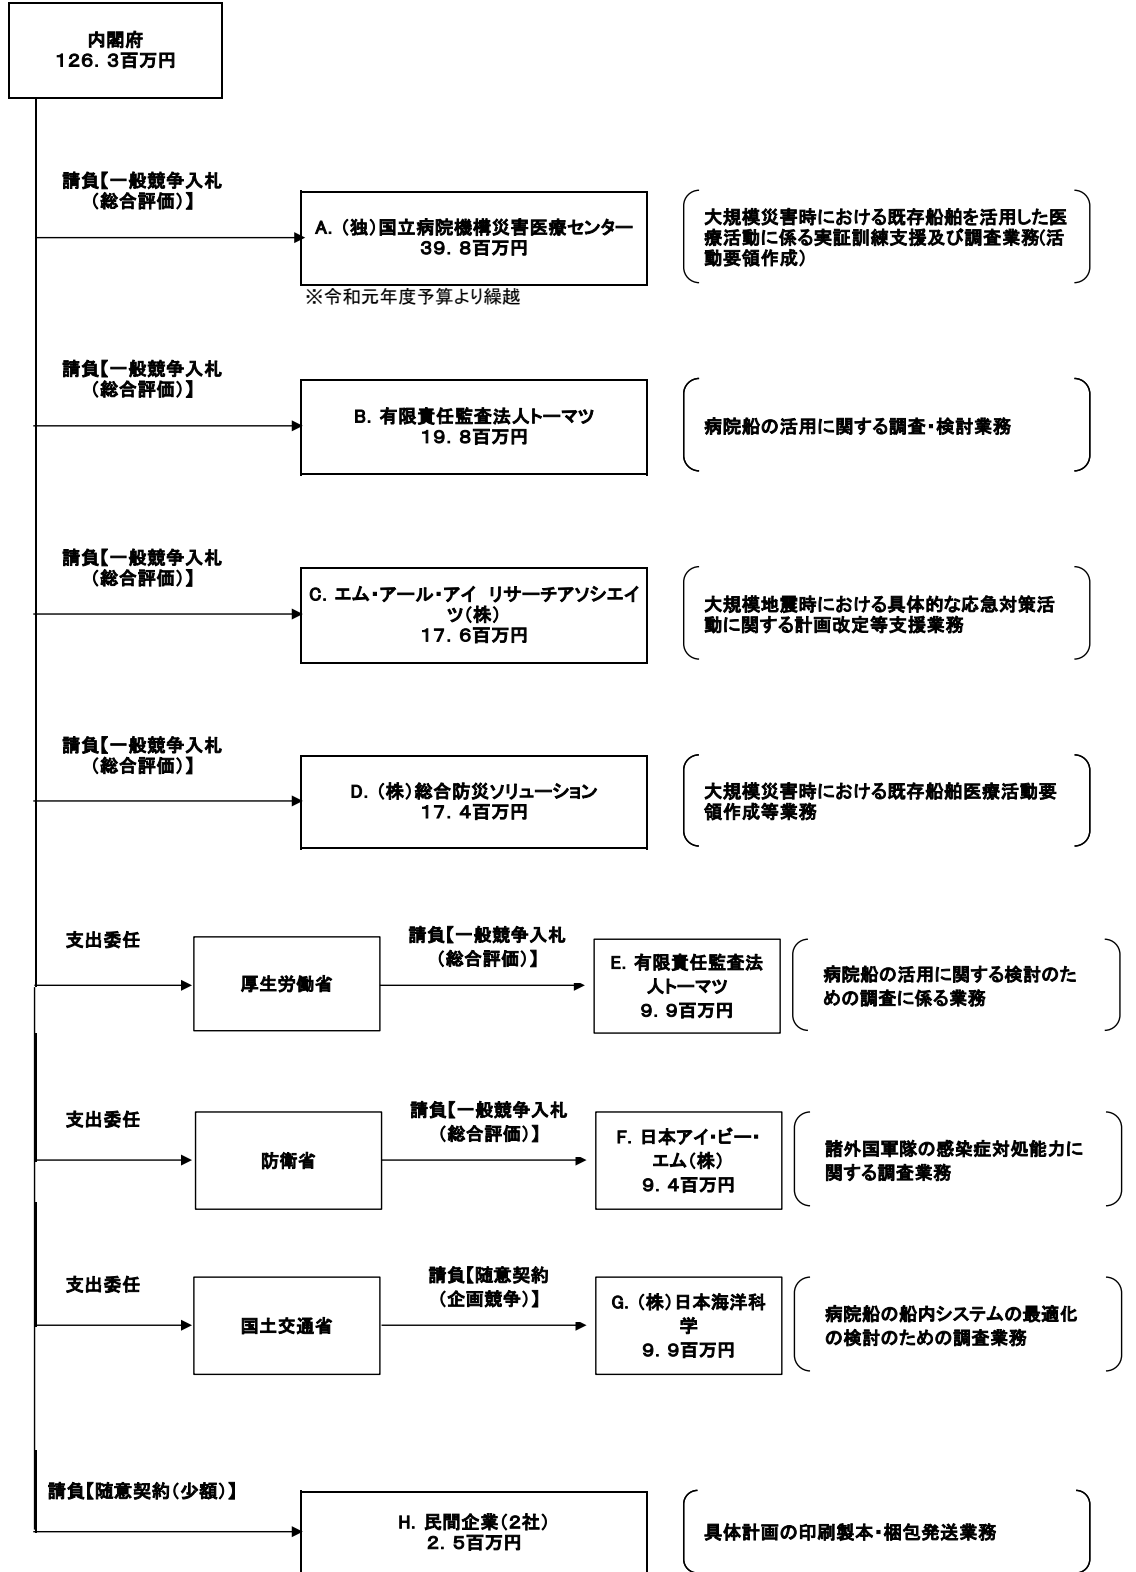 内閣府
126．3百万円
請負【一般競争入札
（総合評価）】
A．（独）国立病院機構災害医療センター
39．8百万円
※令和元年度予算より繰越
大規模災害時における既存船舶を活用した医
療活動に係る実証訓練支援及び調査業務(活
動要領作成）
請負【一般競争入札
（総合評価）】
B．有限責任監査法人トーマツ
19．8百万円
病院船の活用に関する調査・検討業務
請負【一般競争入札
（総合評価）】
C．エム・アール・アイ　リサーチアソシエイ
ツ（株）
17．6百万円
大規模地震時における具体的な応急対策活
動に関する計画改定等支援業務
請負【一般競争入札
（総合評価）】
D．（株）総合防災ソリューション
17．4百万円
大規模災害時における既存船舶医療活動要
領作成等業務
支出委任
厚生労働省
請負【一般競争入札
（総合評価）】
E．有限責任監査法
人トーマツ
9．9百万円
病院船の活用に関する検討のた
めの調査に係る業務
支出委任
防衛省
請負【一般競争入札
（総合評価）】
F．日本アイ・ビー・
エム（株）
9．4百万円
諸外国軍隊の感染症対処能力に
関する調査業務
支出委任
国土交通省
請負【随意契約
（企画競争）】
G．（株）日本海洋科
学
9．9百万円
病院船の船内システムの最適化
の検討のための調査業務
請負【随意契約（少額）】
H．民間企業（2社）
2．5百万円
具体計画の印刷製本・梱包発送業務